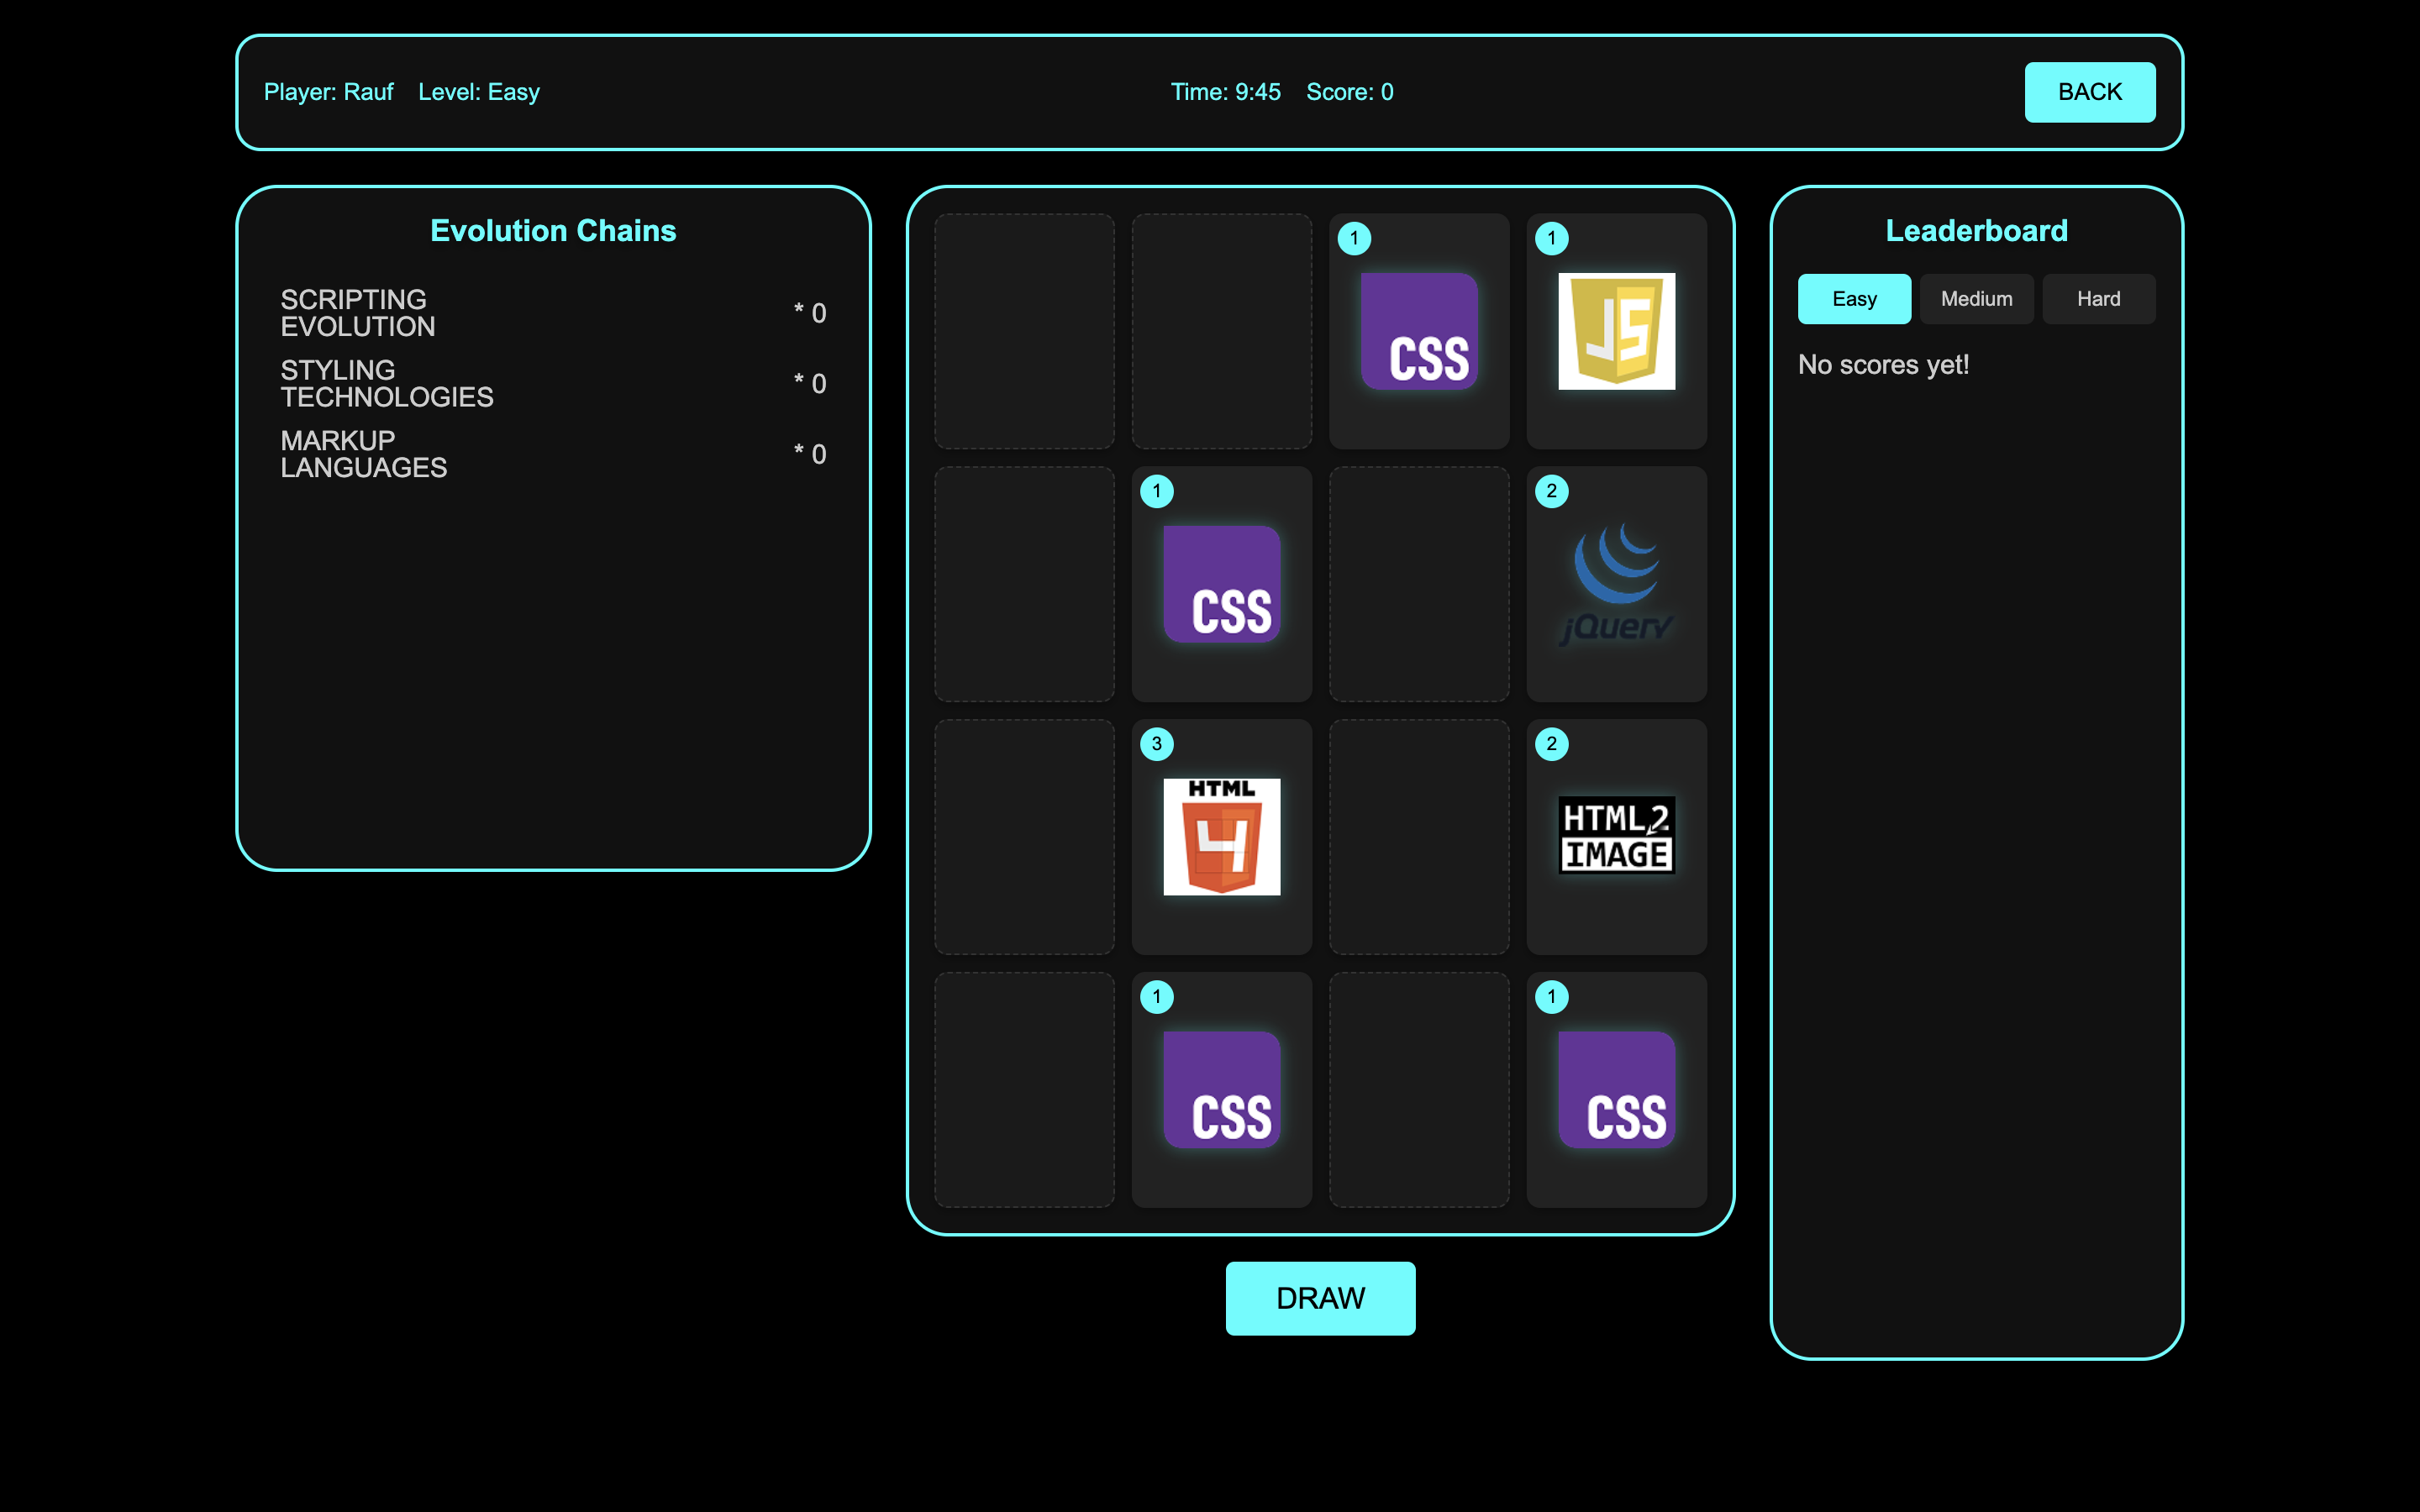 Player: Rauf Level: Easy Time: 9:45 Score: 0 BACK
Evolution Chains
SCRIPTING
EVOLUTION
* 0
STYLING
TECHNOLOGIES
* 0
MARKUP
LANGUAGES
* 0
1
CSS
1
JS
1
CSS
2
jQuery
3
HTML
4
2
HTML2
IMAGE
1
CSS
1
CSS
DRAW
Leaderboard
Easy Medium Hard
No scores yet!